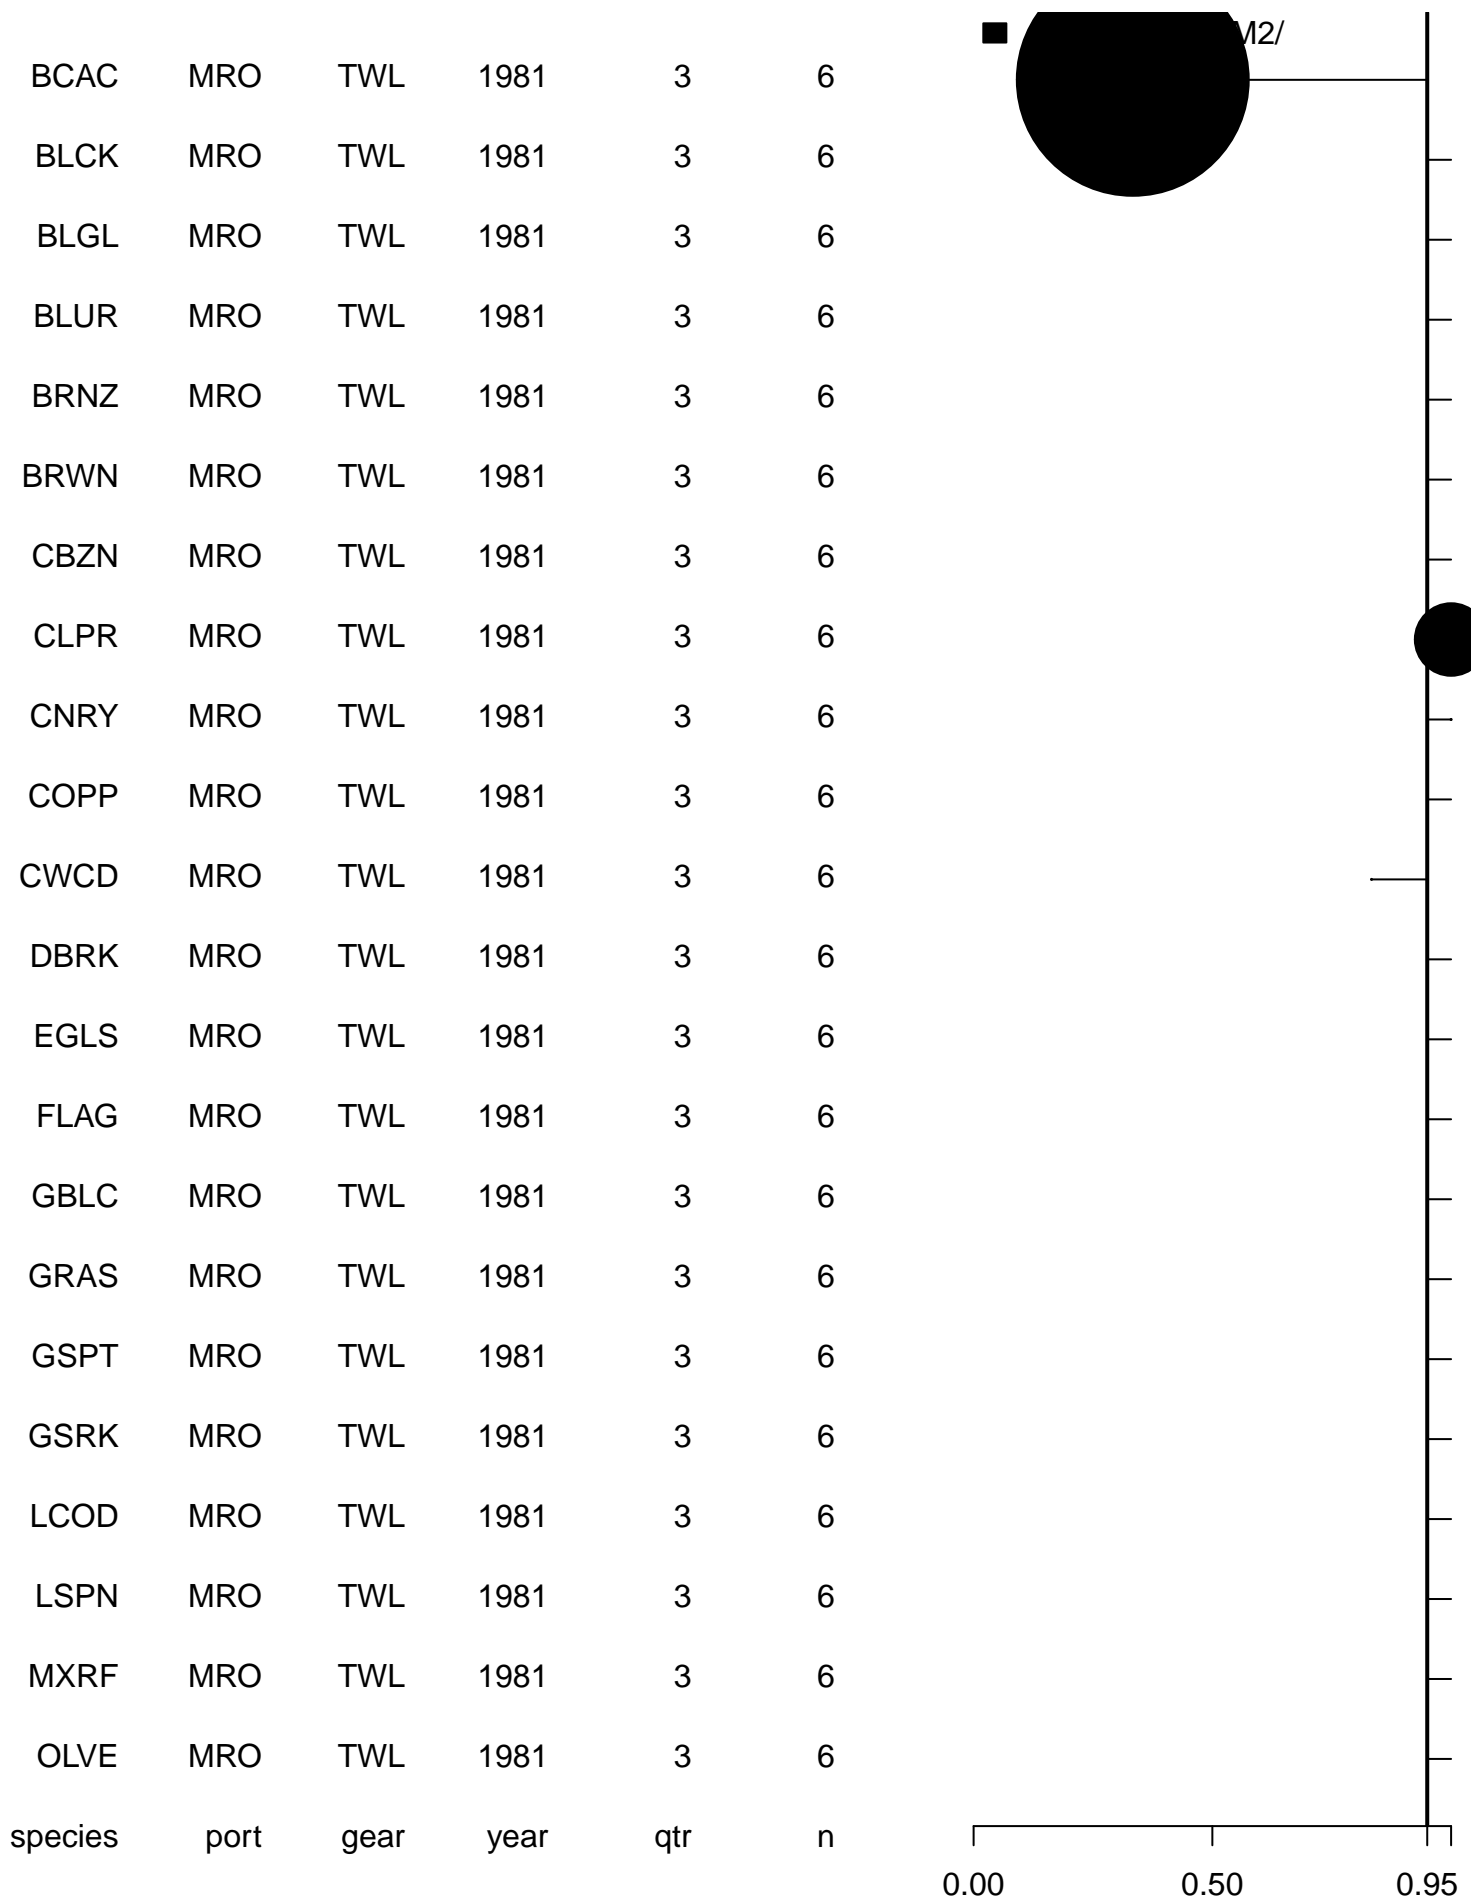 M2/
BCAC MRO TWL 1981 3 6
BLCK MRO TWL 1981 3 6
BLGL MRO TWL 1981 3 6
BLUR MRO TWL 1981 3 6
BRNZ MRO TWL 1981 3 6
BRWN MRO TWL 1981 3 6
CBZN MRO TWL 1981 3 6
CLPR MRO TWL 1981 3 6
CNRY MRO TWL 1981 3 6
COPP MRO TWL 1981 3 6
CWCD MRO TWL 1981 3 6
DBRK MRO TWL 1981 3 6
EGLS MRO TWL 1981 3 6
FLAG MRO TWL 1981 3 6
GBLC MRO TWL 1981 3 6
GRAS MRO TWL 1981 3 6
GSPT MRO TWL 1981 3 6
GSRK MRO TWL 1981 3 6
LCOD MRO TWL 1981 3 6
LSPN MRO TWL 1981 3 6
MXRF MRO TWL 1981 3 6
OLVE MRO TWL 1981 3 6
species port gear year qtr n
0.00 0.50 0.95